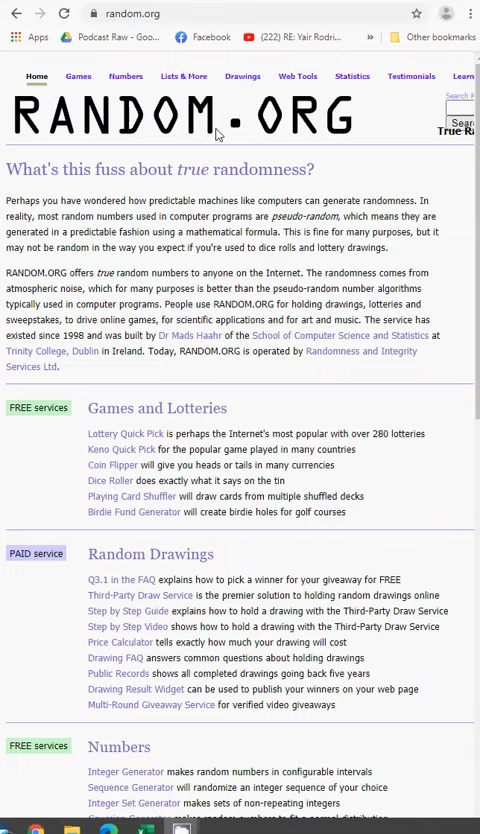 random.org
Apps Podcast Raw - Goo... Facebook (222) RE: Yair Rodri... » Other bookmarks
Home Games Numbers Lists & More Drawings Web Tools Statistics Testimonials Learn
Search R
RANDOM.ORG
Searc
True Ra
What's this fuss about true randomness?
Perhaps you have wondered how predictable machines like computers can generate randomness. In
reality, most random numbers used in computer programs are pseudo-random, which means they are
generated in a predictable fashion using a mathematical formula. This is fine for many purposes, but it
may not be random in the way you expect if you're used to dice rolls and lottery drawings.
RANDOM.ORG offers true random numbers to anyone on the Internet. The randomness comes from
atmospheric noise, which for many purposes is better than the pseudo-random number algorithms
typically used in computer programs. People use RANDOM.ORG for holding drawings, lotteries and
sweepstakes, to drive online games, for scientific applications and for art and music. The service has
existed since 1998 and was built by Dr Mads Haahr of the School of Computer Science and Statistics at
Trinity College, Dublin in Ireland. Today, RANDOM.ORG is operated by Randomness and Integrity
Services Ltd.
FREE services Games and Lotteries
Lottery Quick Pick is perhaps the Internet's most popular with over 280 lotteries
Keno Quick Pick for the popular game played in many countries
Coin Flipper will give you heads or tails in many currencies
Dice Roller does exactly what it says on the tin
Playing Card Shuffler will draw cards from multiple shuffled decks
Birdie Fund Generator will create birdie holes for golf courses
PAID service Random Drawings
Q3.1 in the FAQ explains how to pick a winner for your giveaway for FREE
Third-Party Draw Service is the premier solution to holding random drawings online
Step by Step Guide explains how to hold a drawing with the Third-Party Draw Service
Step by Step Video shows how to hold a drawing with the Third-Party Draw Service
Price Calculator tells exactly how much your drawing will cost
Drawing FAQ answers common questions about holding drawings
Public Records shows all completed drawings going back five years
Drawing Result Widget can be used to publish your winners on your web page
Multi-Round Giveaway Service for verified video giveaways
FREE services Numbers
Integer Generator makes random numbers in configurable intervals
Sequence Generator will randomize an integer sequence of your choice
Integer Set Generator makes sets of non-repeating integers
Gaussian Generator makes random numbers to fit a normal distribution